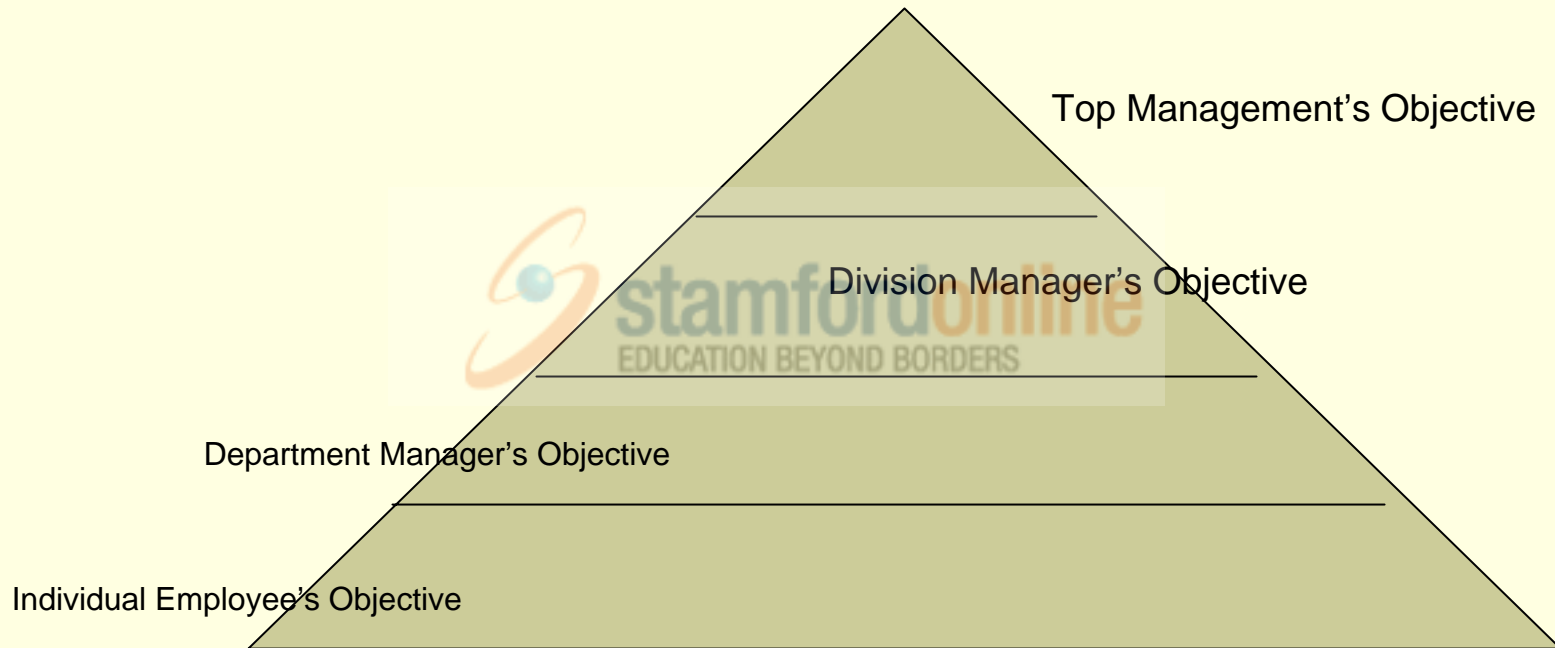 Top Management’s Objective
Division Manager’s Objective
stamfordonline
EDUCATION BEYOND BORDERS
Department Manager’s Objective
Individual Employee’s Objective